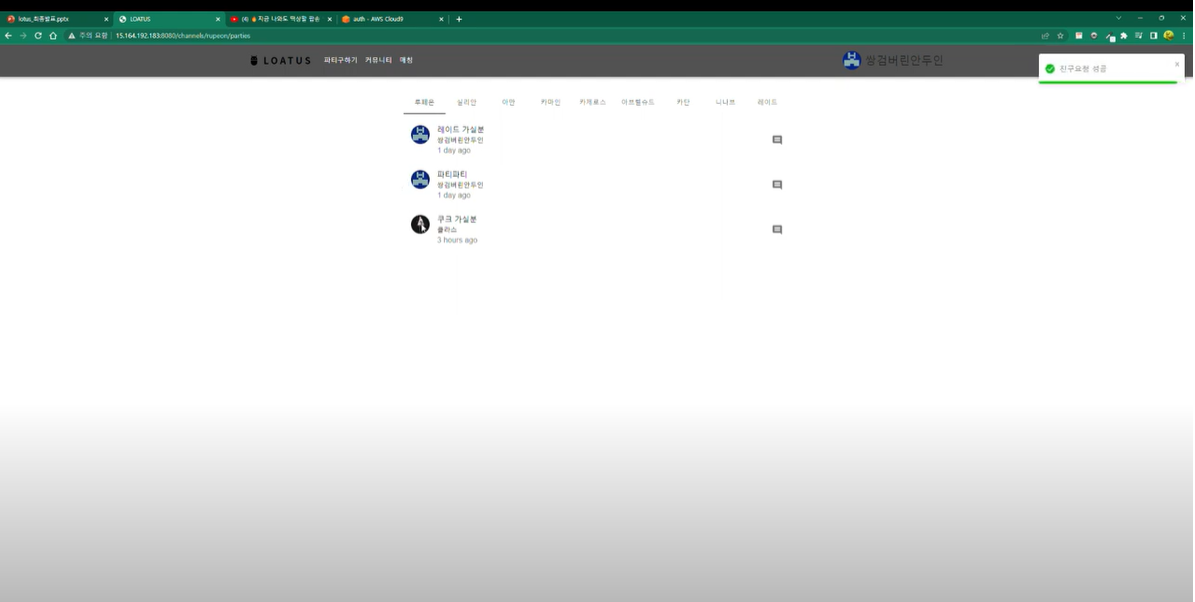 lotus_최종발표.pptx
LOATUS
(4) 🔥지금 나와도 떡상할 팝송
auth - AWS Cloud9
주의 요함
15.164.192.183:8080/channels/rupeon/parties
LOATUS
파티구하기 커뮤니티 매칭
쌍검버린안두인
친구요청 성공
루페온 실리안 아만 카마인 카제로스 아브렐슈드 카단 니나브 레이드
레이드 가실분
쌍검버린안두인
1 day ago
파티파티
쌍검버린안두인
1 day ago
쿠크 가실분
클라스
3 hours ago